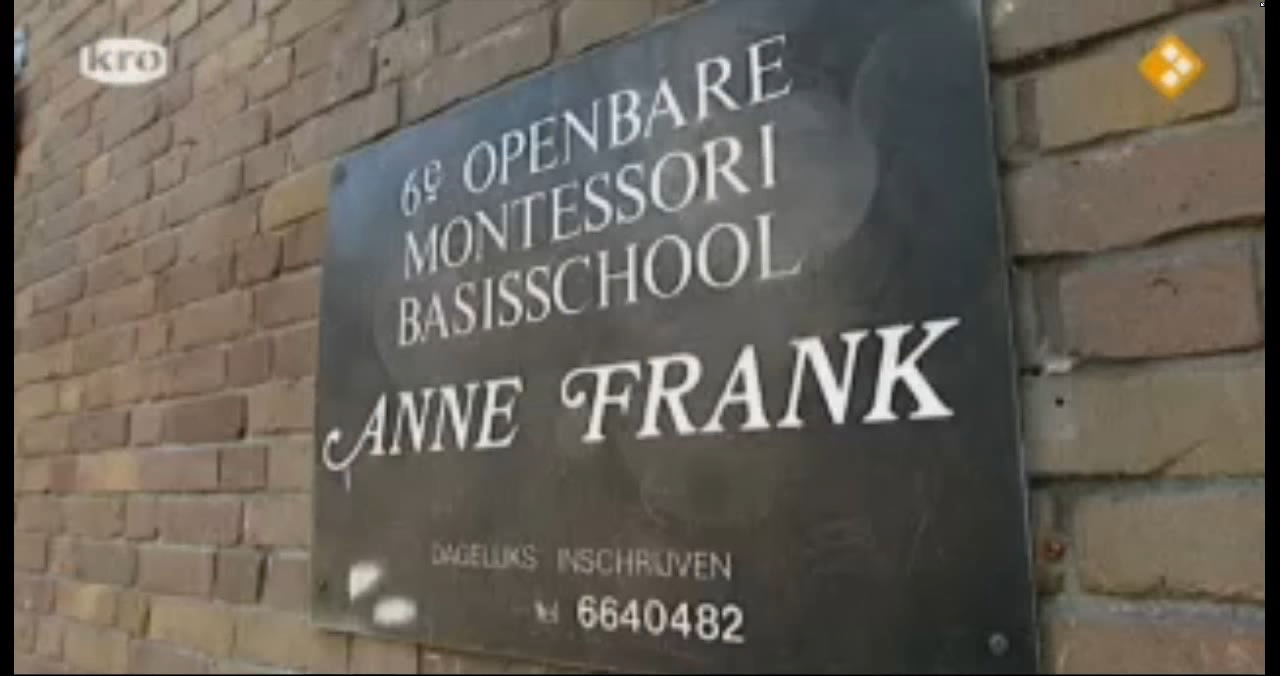 kro
6e OPENBARE
MONTESSORI
BASISSCHOOL
ANNE FRANK
DAGELIJKS INSCHRIJVEN
tel 6640482